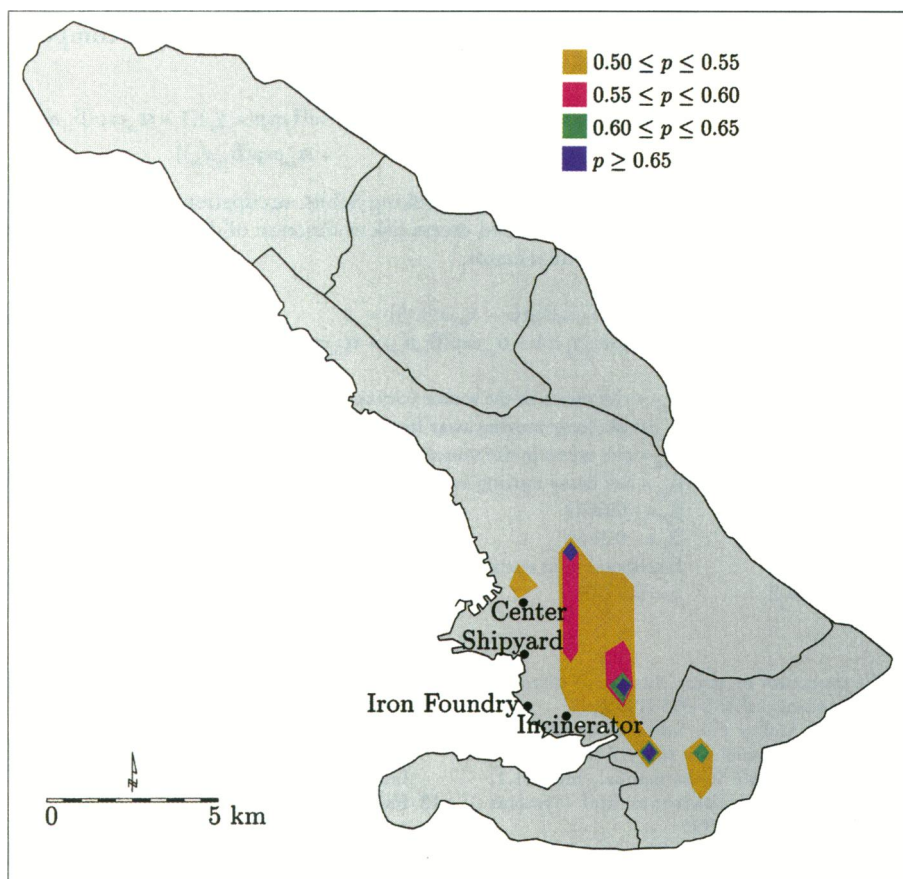 0.50 ≤ p ≤ 0.55
0.55 ≤ p ≤ 0.60
0.60 ≤ p ≤ 0.65
p ≥ 0.65
Center
Shipyard
Iron Foundry
Incinerator
N
0 5 km